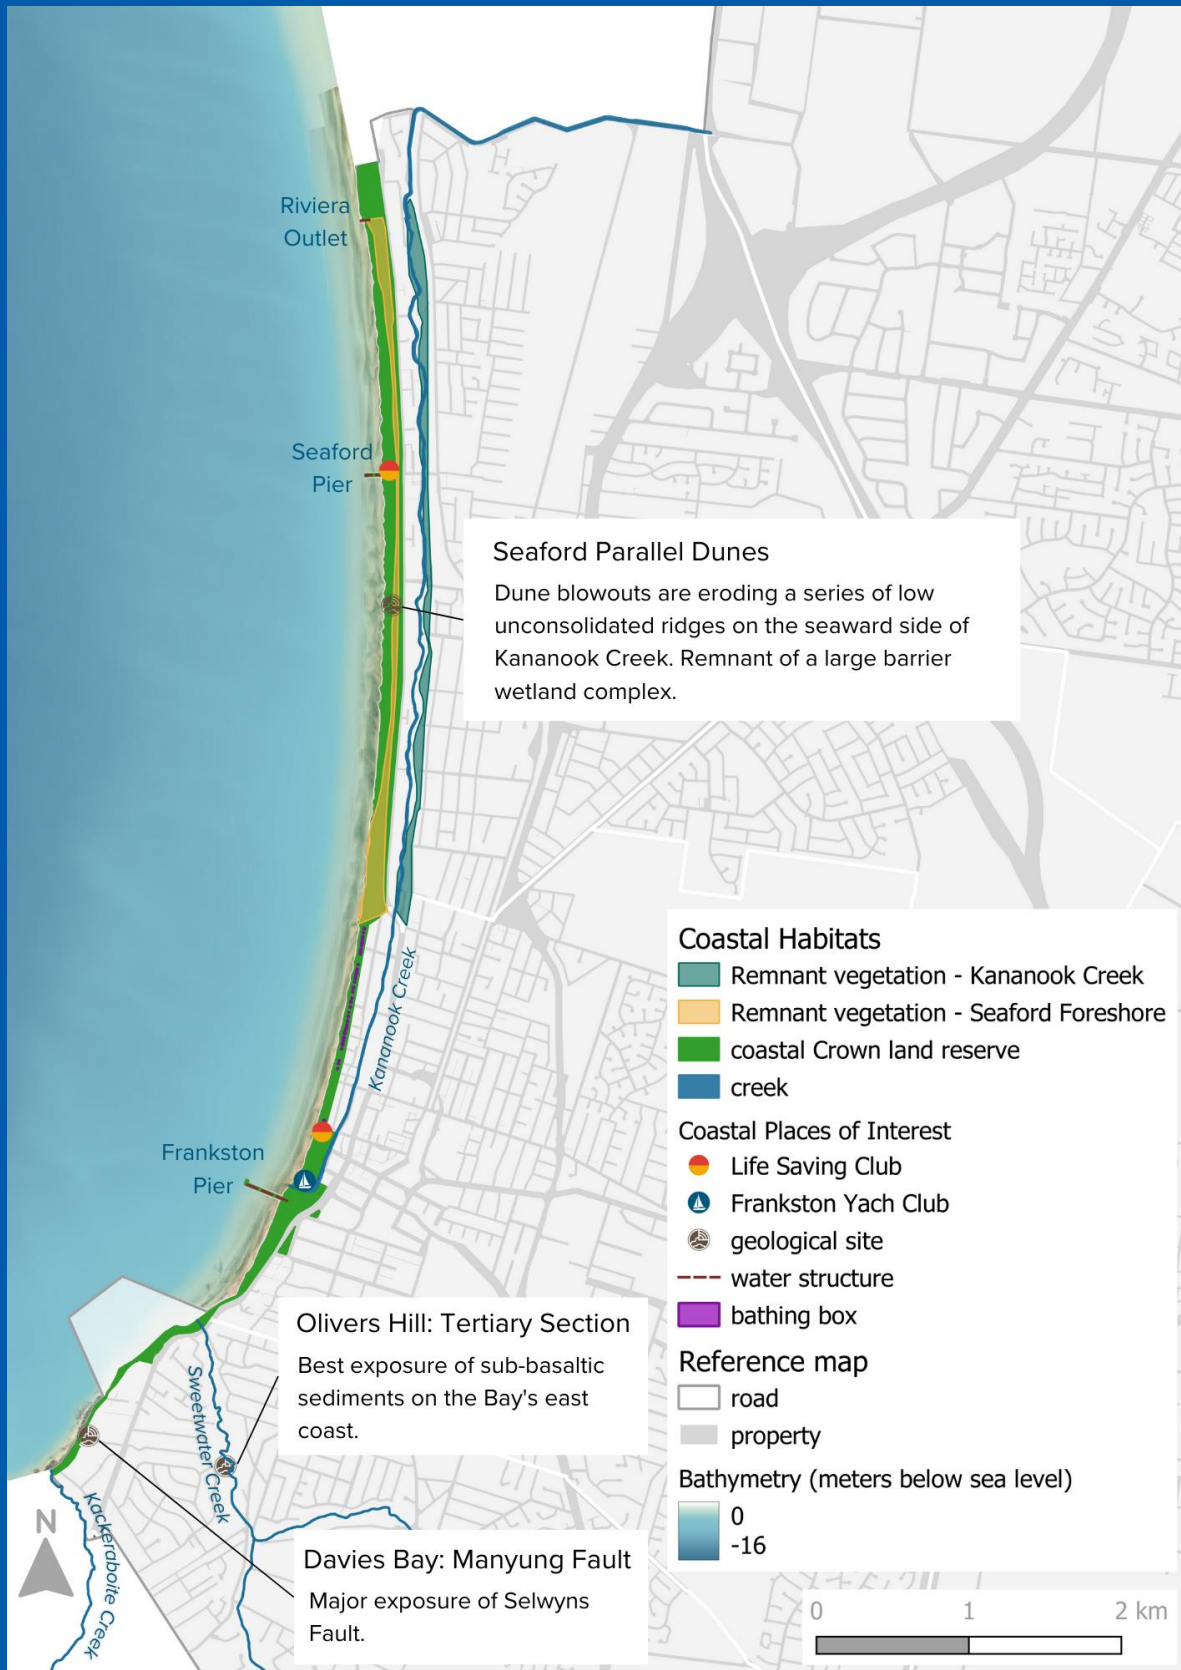 Riviera
Outlet
Seaford
Pier
Seaford Parallel Dunes
Dune blowouts are eroding a series of low
unconsolidated ridges on the seaward side of
Kananook Creek. Remnant of a large barrier
wetland complex.
Kananook Creek
Frankston
Pier
Coastal Habitats
Remnant vegetation - Kananook Creek
Remnant vegetation - Seaford Foreshore
coastal Crown land reserve
creek
Coastal Places of Interest
Life Saving Club
Frankston Yach Club
geological site
water structure
bathing box
Reference map
road
property
Bathymetry (meters below sea level)
0
-16
Olivers Hill: Tertiary Section
Best exposure of sub-basaltic
sediments on the Bay's east
coast.
Sweetwater Creek
Kackeraboite Creek
N
Davies Bay: Manyung Fault
Major exposure of Selwyns
Fault.
0 1 2 km